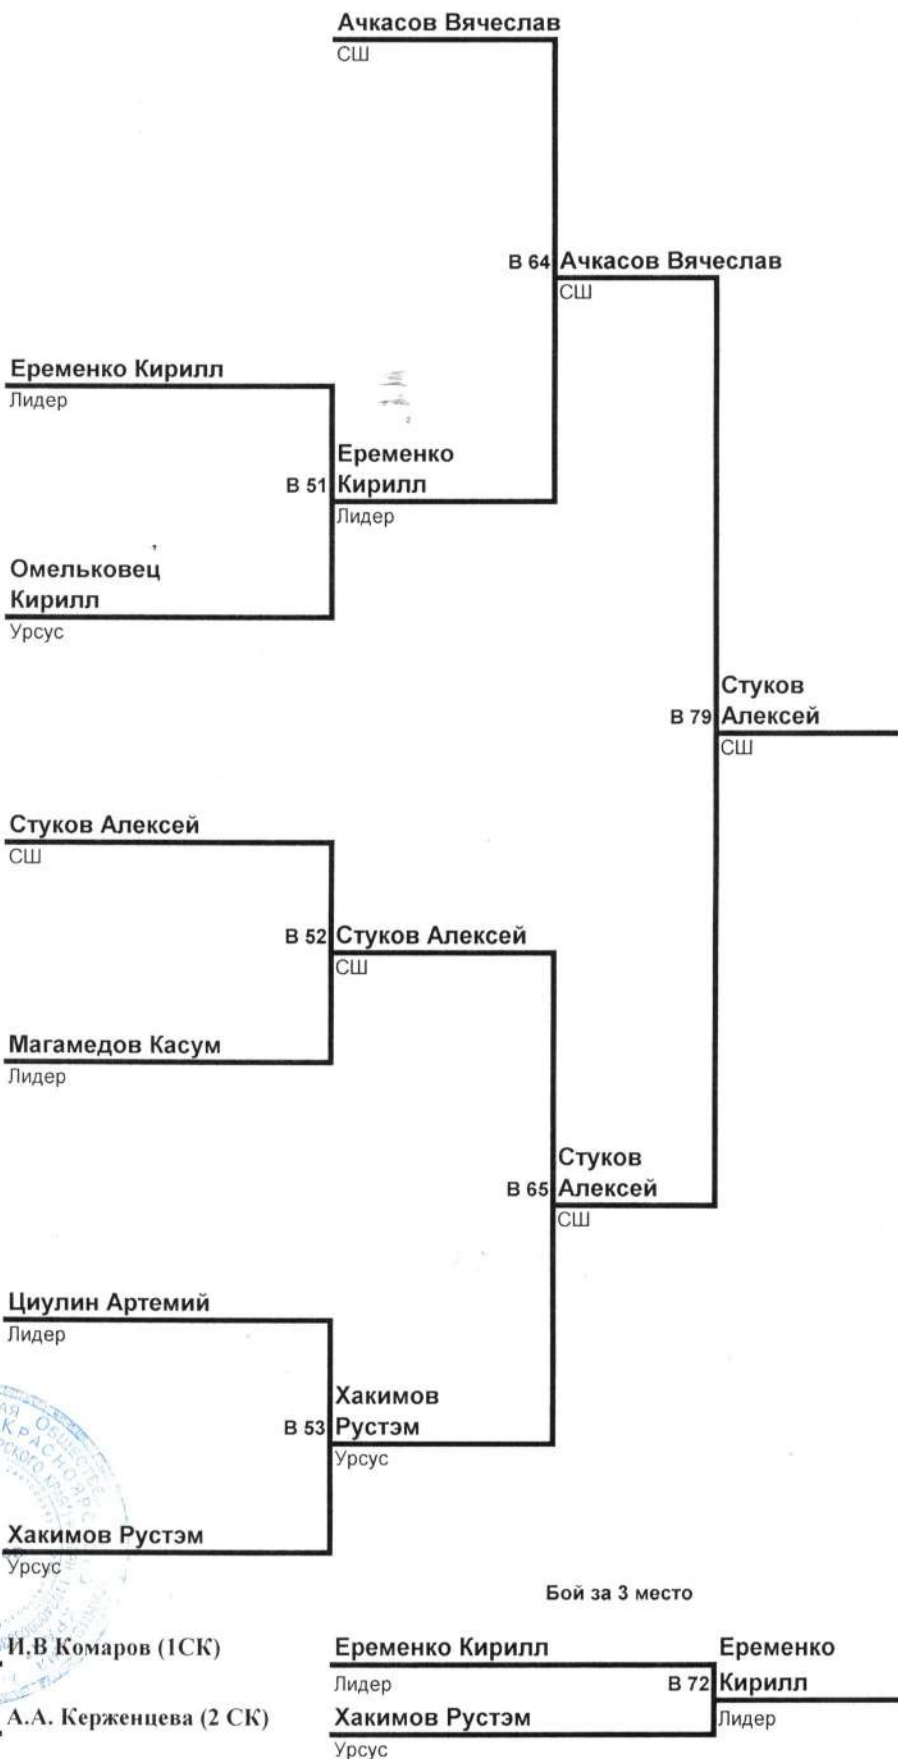 Ачкасов Вячеслав
СШ
В 64 Ачкасов Вячеслав
СШ
Еременко Кирилл
Лидер
Еременко
В 51 Кирилл
Лидер
Омельковец
Кирилл
Урсус
Стуков
В 79 Алексей
СШ
Стуков Алексей
СШ
В 52 Стуков Алексей
СШ
Магамедов Касум
Лидер
Стуков
В 65 Алексей
СШ
Циулин Артемий
Лидер
Хакимов
В 53 Рустэм
Урсус
Хакимов Рустэм
Урсус
Бой за 3 место
И,В Комаров (1СК)
Еременко Кирилл
Еременко
Лидер
В 72 Кирилл
А.А. Керженцева (2 СК)
Хакимов Рустэм
Лидер
Урсус